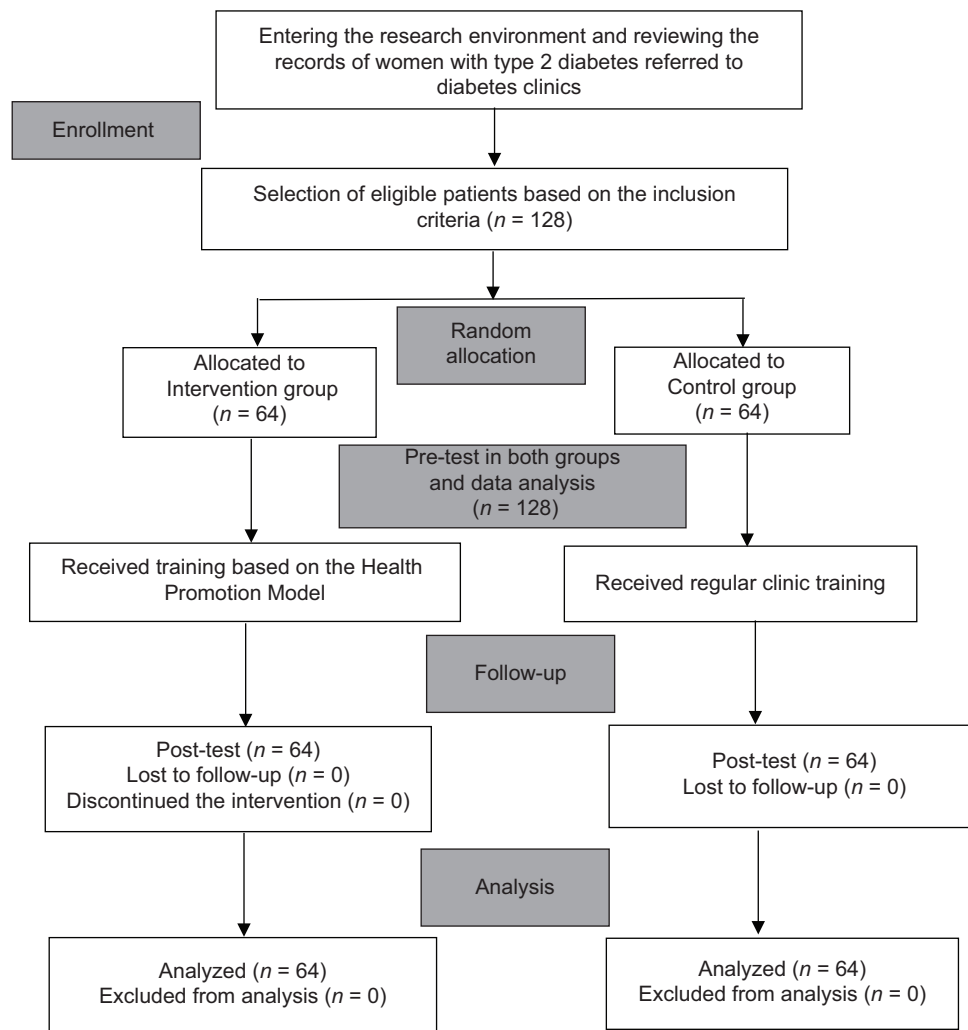 Entering the research environment and reviewing the
records of women with type 2 diabetes referred to
diabetes clinics
Enrollment
Selection of eligible patients based on the inclusion
criteria (n = 128)
Random
allocation
Allocated to
Intervention group
(n = 64)
Allocated to
Control group
(n = 64)
Pre-test in both groups
and data analysis
(n = 128)
Received training based on the Health
Promotion Model
Received regular clinic training
Follow-up
Post-test (n = 64)
Lost to follow-up (n = 0)
Discontinued the intervention (n = 0)
Post-test (n = 64)
Lost to follow-up (n = 0)
Analysis
Analyzed (n = 64)
Excluded from analysis (n = 0)
Analyzed (n = 64)
Excluded from analysis (n = 0)